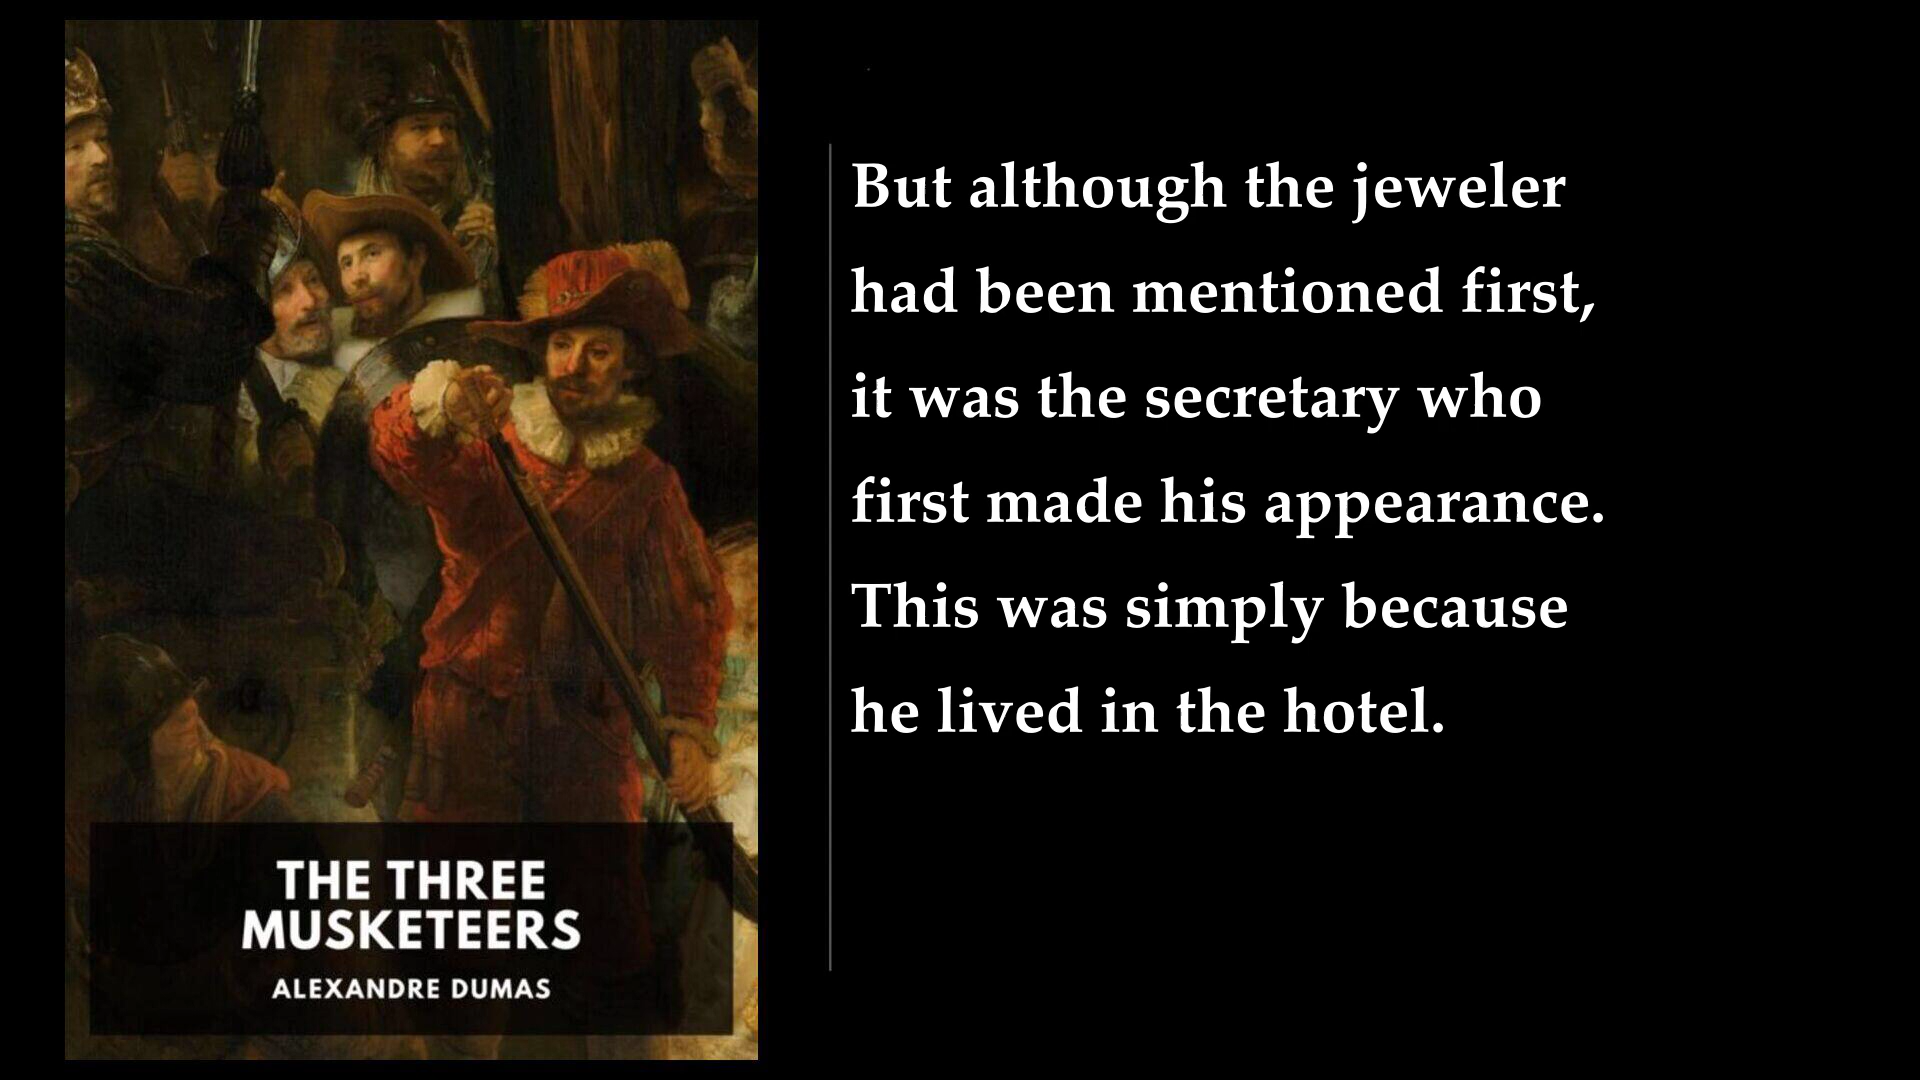 THE THREE
MUSKETEERS
ALEXANDRE DUMAS
But although the jeweler
had been mentioned first,
it was the secretary who
first made his appearance.
This was simply because
he lived in the hotel.